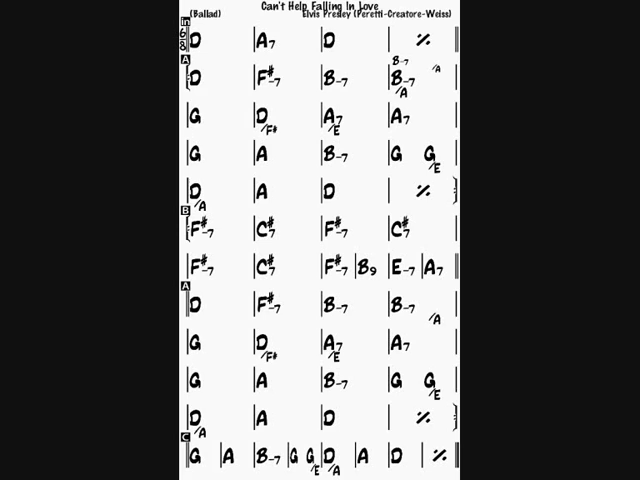 Can't Help Falling In Love
(Ballad) Elvis Presley (Peretti-Creatore-Weiss)
in
6/8 D | A7 | D | ٪
A B-7
D | F#-7 | B-7 | B-7/A /A
G | D/F# | A7/E | A7
G | A | B-7 | G G/E
D/A | A | D | ٪
B
F#-7 | C#7 | F#-7 | C#7
F#-7 | C#7 | F#-7 | B9 | E-7 | A7
A
D | F#-7 | B-7 | B-7 /A
G | D/F# | A7/E | A7
G | A | B-7 | G G/E
D/A | A | D | ٪
C
G | A | B-7 | G G/E | D/A | A | D | ٪